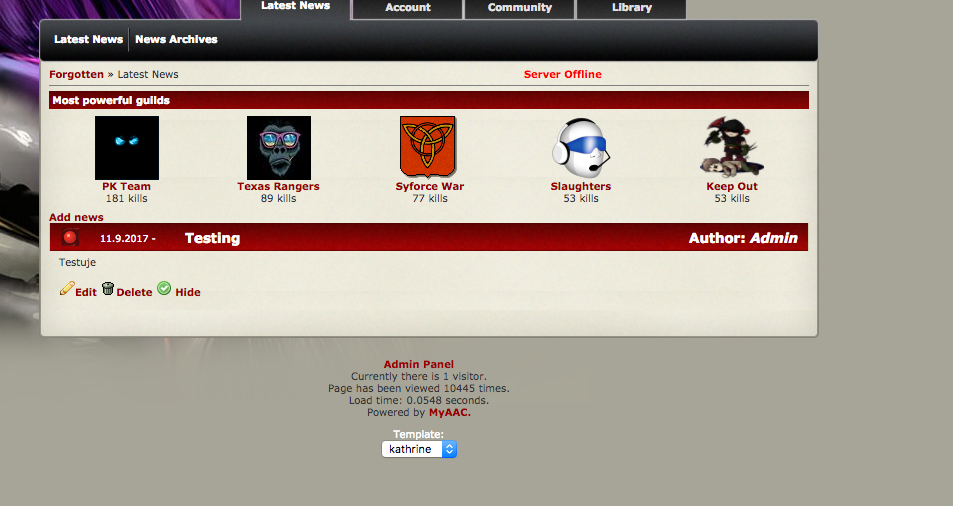 Latest News Account Community Library
Latest News News Archives
Forgotten » Latest News Server Offline
Most powerful guilds
PK Team Texas Rangers Syforce War Slaughters Keep Out
181 kills 89 kills 77 kills 53 kills 53 kills
Add news
11.9.2017 - Testing Author: Admin
Testuje
Edit Delete Hide
Admin Panel
Currently there is 1 visitor.
Page has been viewed 10445 times.
Load time: 0.0548 seconds.
Powered by MyAAC.
Template:
kathrine